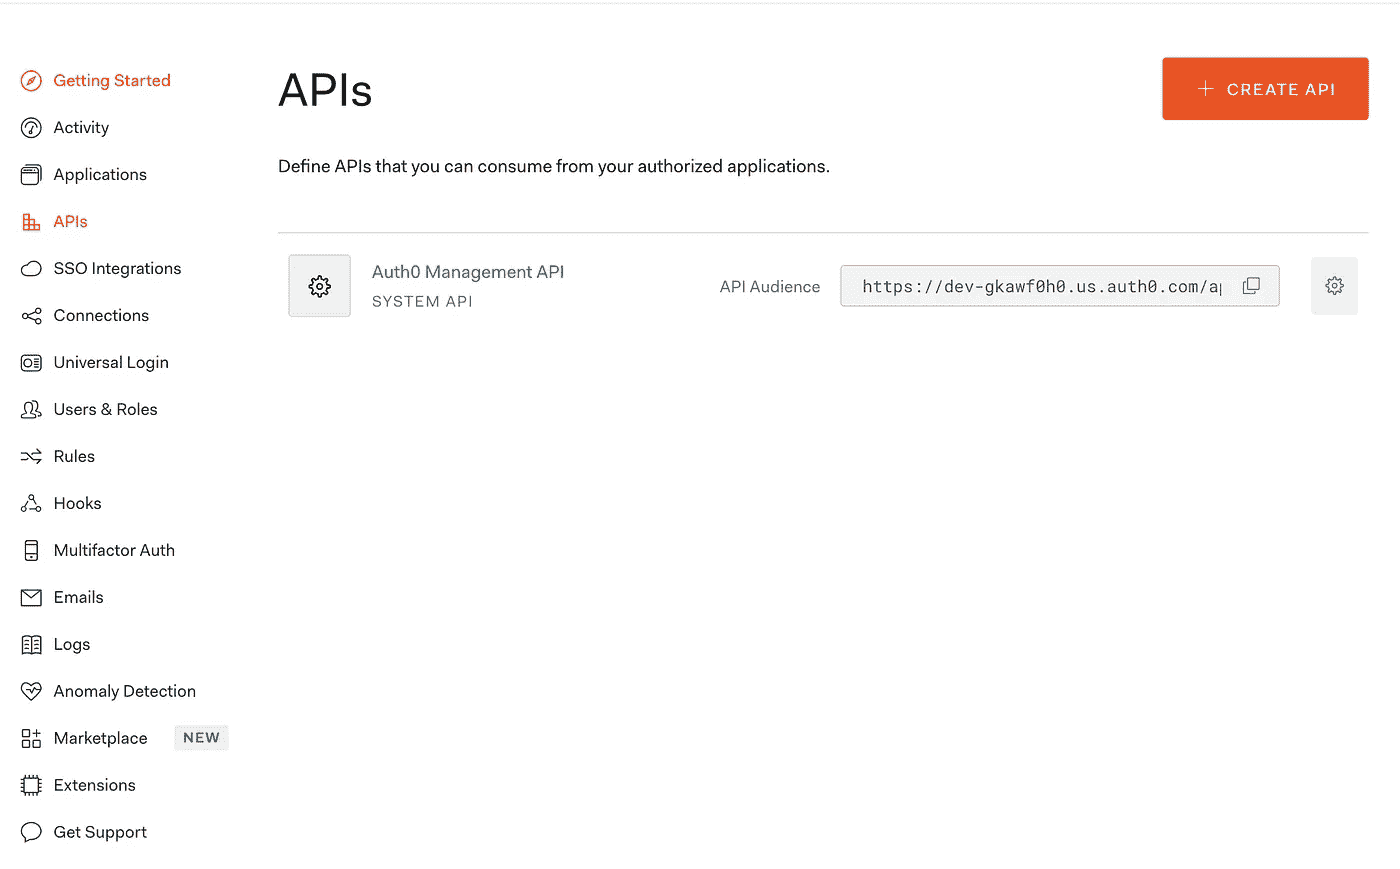 Getting Started
Activity
Applications
APIs
SSO Integrations
Connections
Universal Login
Users & Roles
Rules
Hooks
Multifactor Auth
Emails
Logs
Anomaly Detection
Marketplace NEW
Extensions
Get Support
APIs
+ CREATE API
Define APIs that you can consume from your authorized applications.
Auth0 Management API
SYSTEM API
API Audience
https://dev-gkawf0h0.us.auth0.com/a